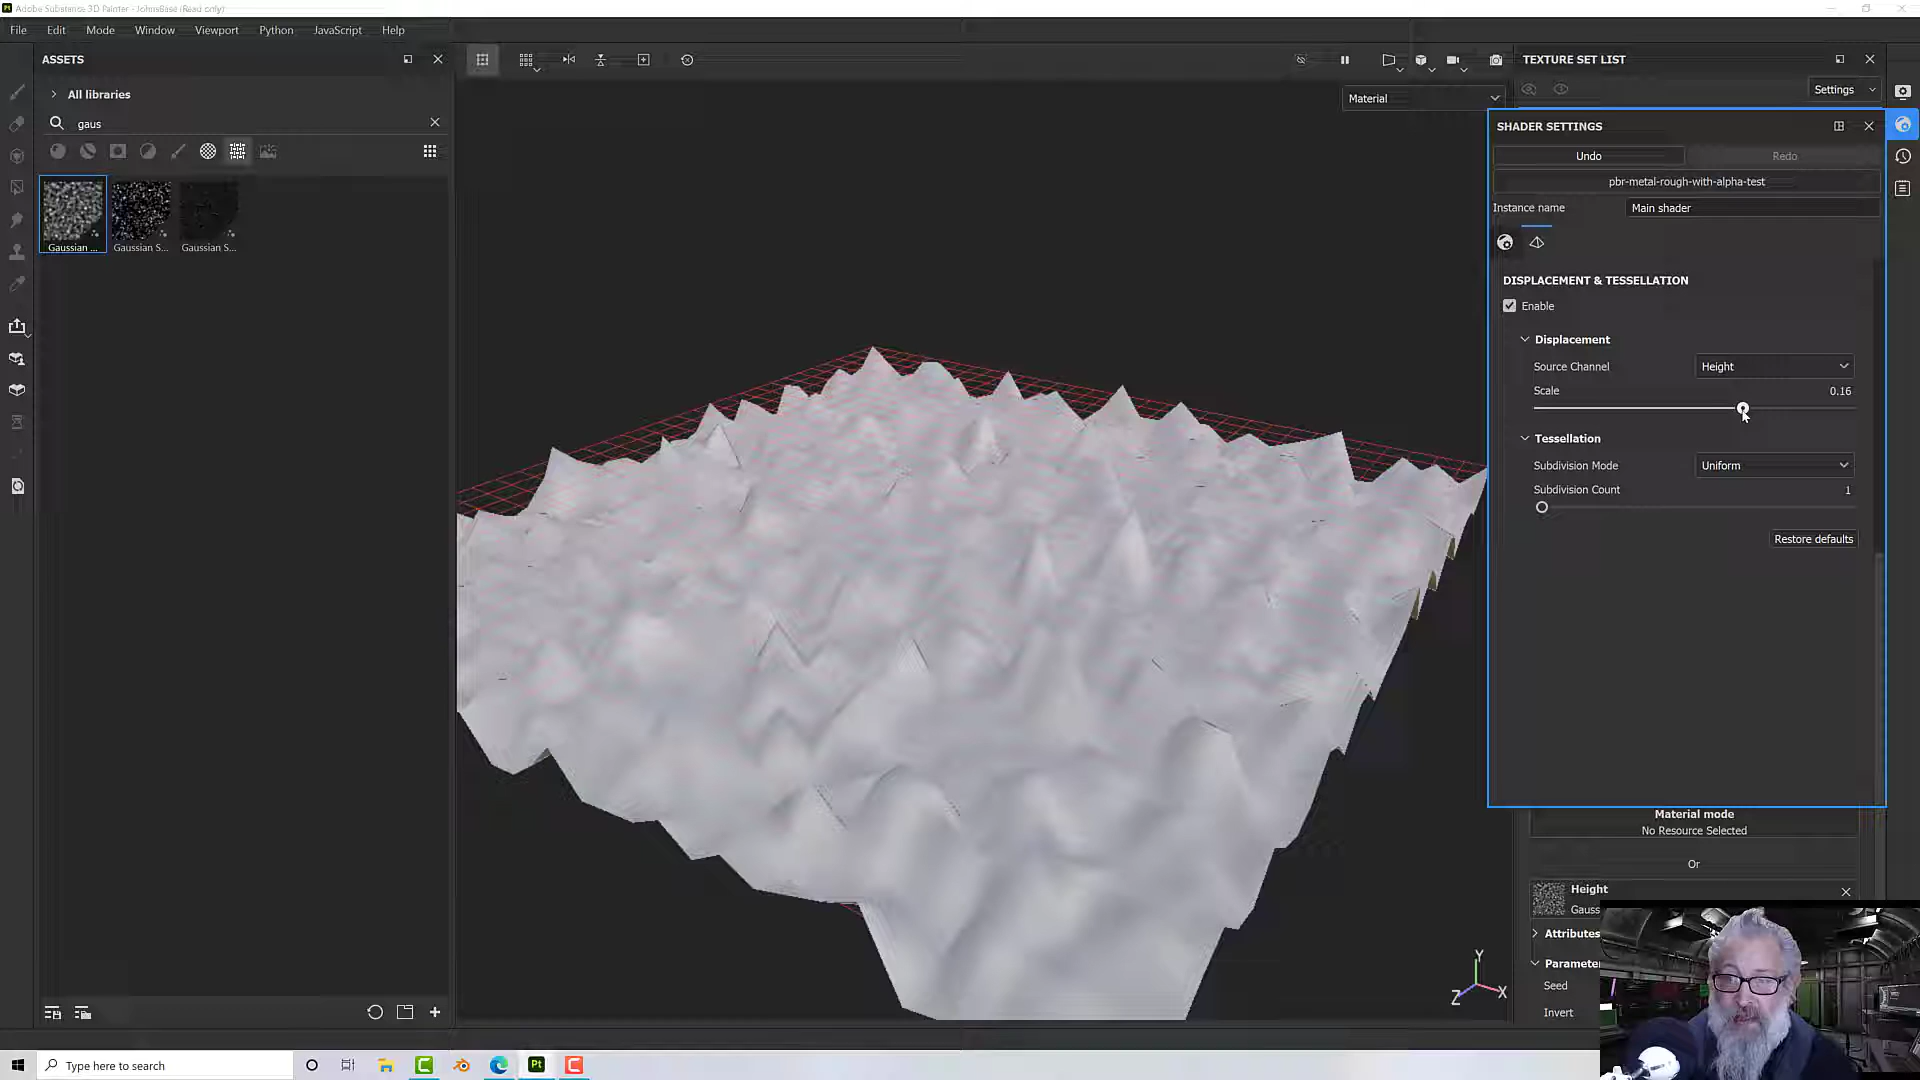 Adobe Substance 3D Painter - JohnsBase (Read only)
File Edit Mode Window Viewport Python JavaScript Help
ASSETS
All libraries
gaus
Gaussian ...
Gaussian S...
Gaussian S...
Material
TEXTURE SET LIST
Settings
SHADER SETTINGS
Undo Redo
pbr-metal-rough-with-alpha-test
Instance name Main shader
DISPLACEMENT & TESSELLATION
Enable
Displacement
Source Channel Height
Scale 0.16
Tessellation
Subdivision Mode Uniform
Subdivision Count 1
Restore defaults
Material mode
No Resource Selected
Or
Height
Gauss
Attributes
Parame
Seed
Invert
Y
Z X
Pt
Type here to search